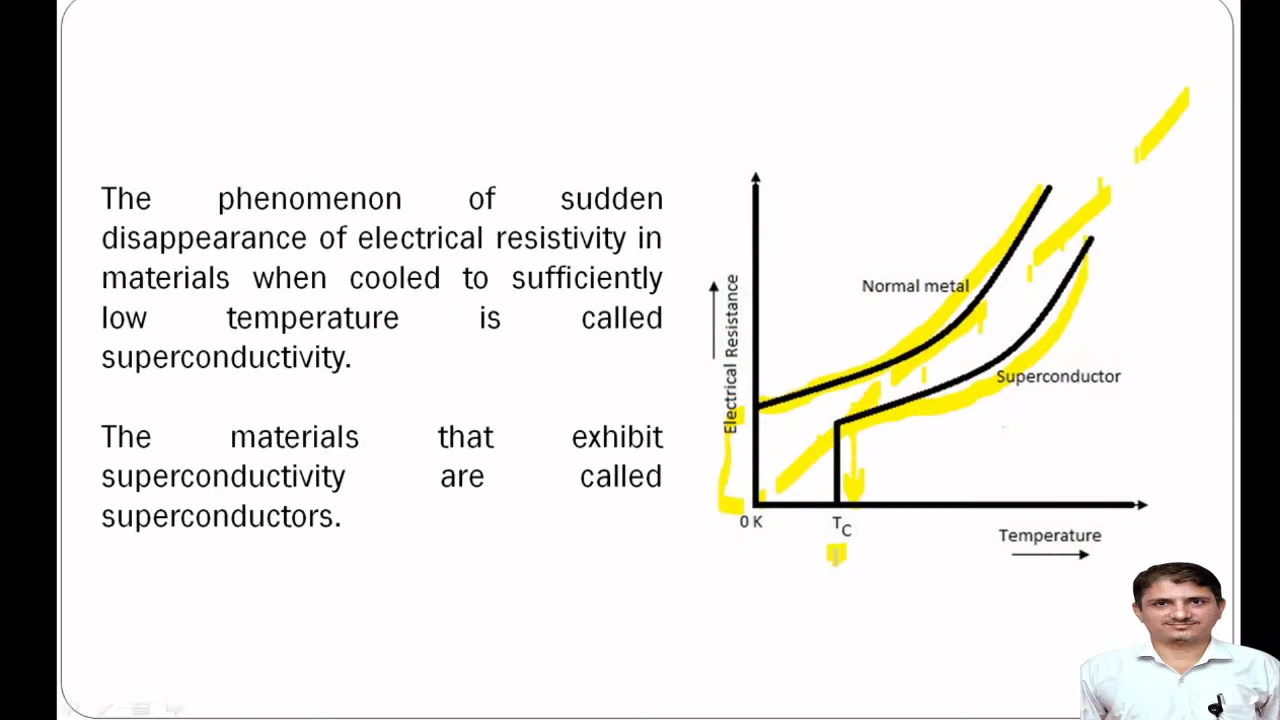 The phenomenon of sudden
disappearance of electrical resistivity in
materials when cooled to sufficiently
low temperature is called
superconductivity.
The materials that exhibit
superconductivity are called
superconductors.
Electrical Resistance
Normal metal
Superconductor
0 K
TC
Temperature